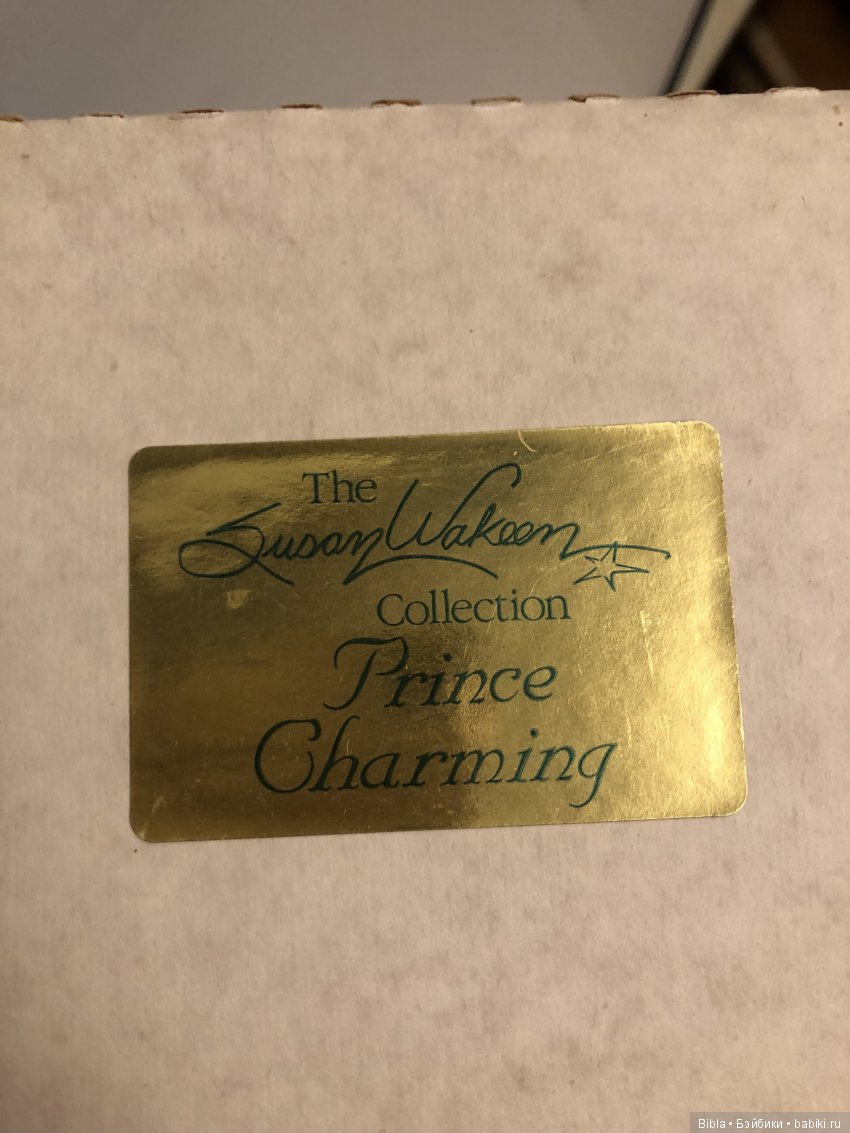 The
Susan Wakeen
Collection
Prince
Charming
Bibla • Бэйбики • babiki.ru